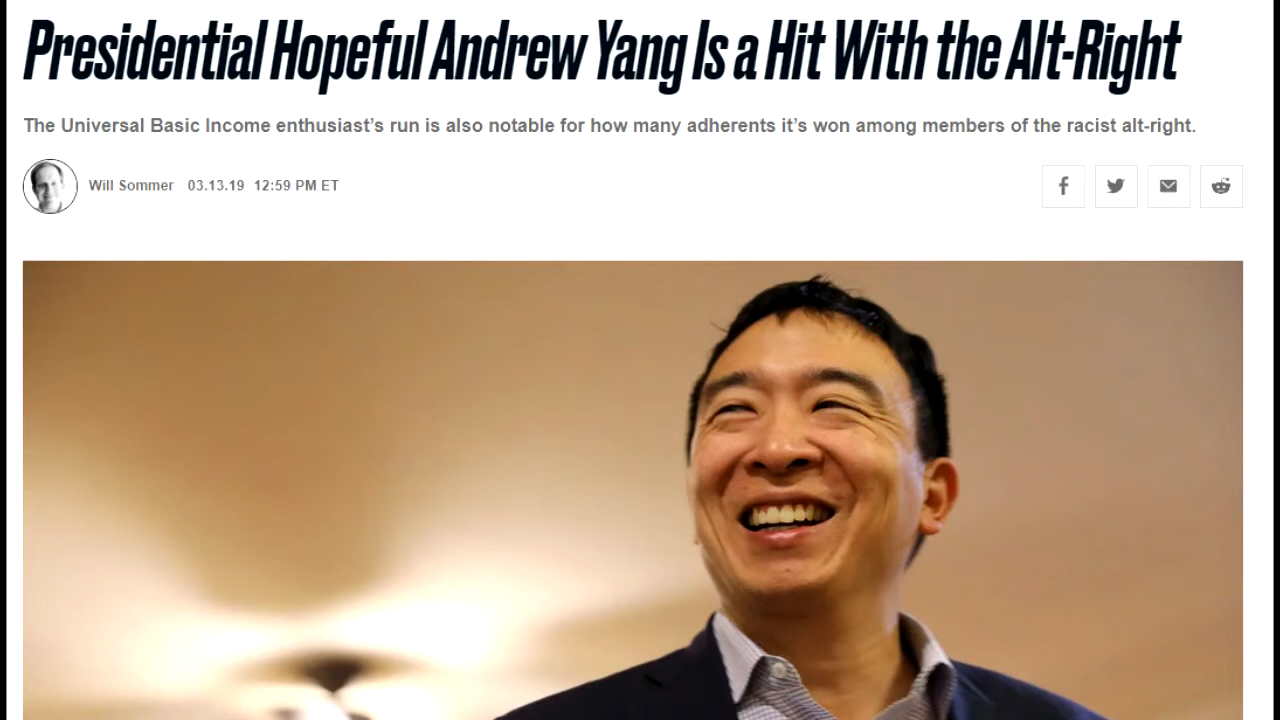 Presidential Hopeful Andrew Yang Is a Hit With the Alt-Right
The Universal Basic Income enthusiast’s run is also notable for how many adherents it’s won among members of the racist alt-right.
Will Sommer 03.13.19 12:59 PM ET